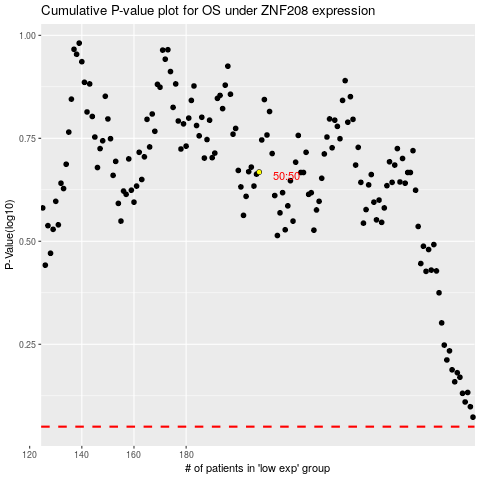 Cumulative P-value plot for OS under ZNF208 expression
1.00
0.75
0.50
0.25
P-Value(log10)
50:50
120 140 160 180
# of patients in 'low exp' group